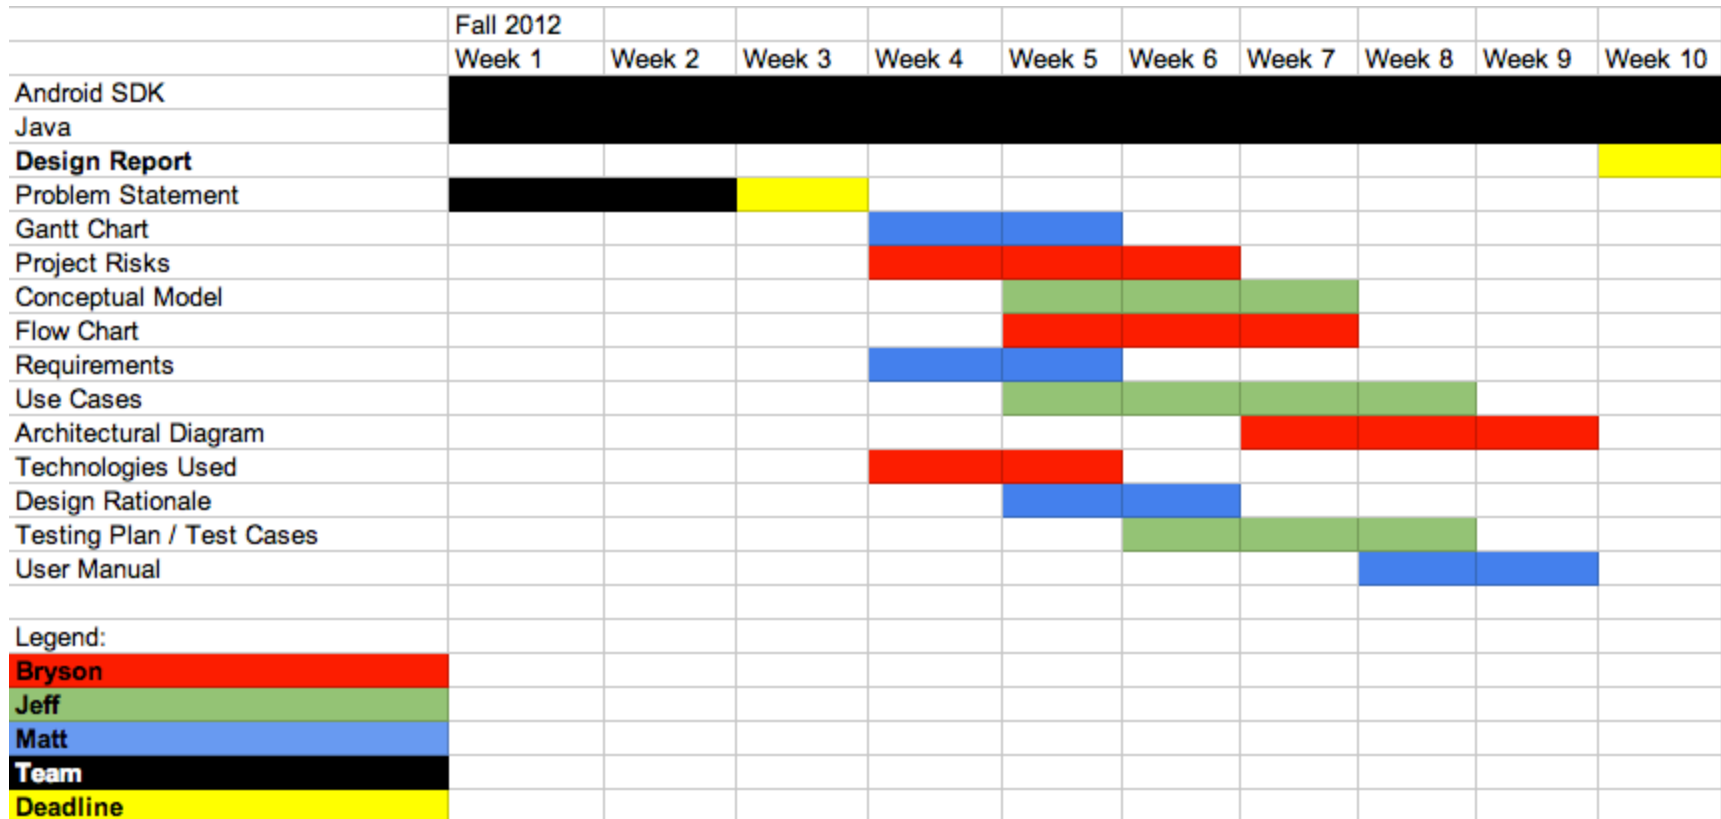 Fall 2012
Week 1 Week 2 Week 3 Week 4 Week 5 Week 6 Week 7 Week 8 Week 9 Week 10
Android SDK
Java
Design Report
Problem Statement
Gantt Chart
Project Risks
Conceptual Model
Flow Chart
Requirements
Use Cases
Architectural Diagram
Technologies Used
Design Rationale
Testing Plan / Test Cases
User Manual
Legend:
Bryson
Jeff
Matt
Team
Deadline